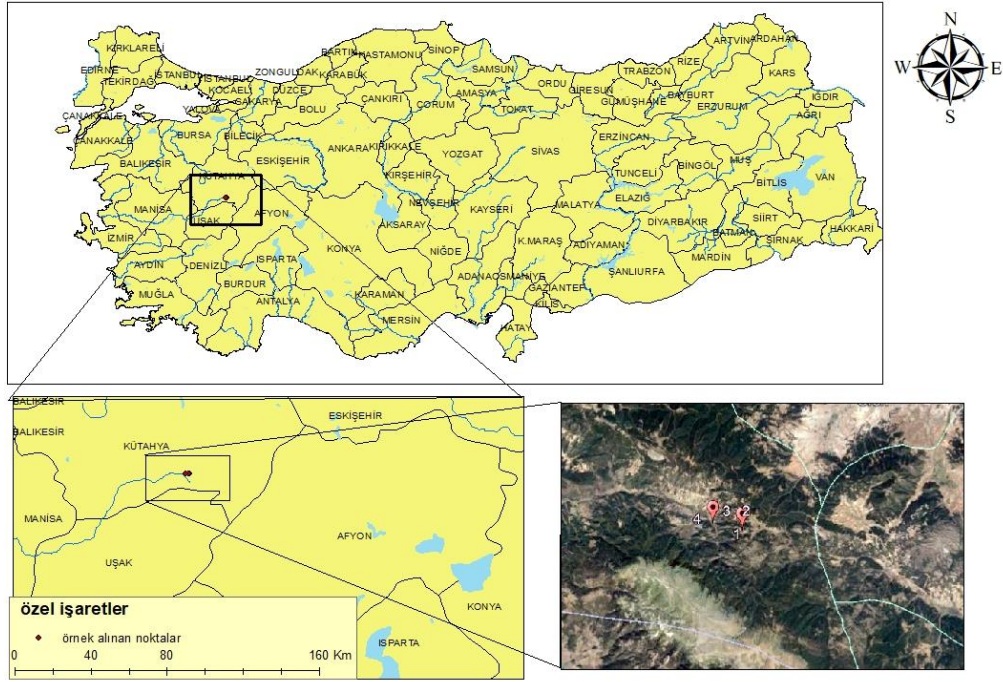 N
W
E
S
KIRKLARELİ
EDİRNE
TEKİRDAĞ
İSTANBUL
İSTANBUL
KOCAELİ
YALOVA
SAKARYA
DÜZCE
ZONGULDAK
BARTIN
KARABÜK
KASTAMONU
SİNOP
SAMSUN
ORDU
GİRESUN
TRABZON
RİZE
ARTVİN
ARDAHAN
KARS
IĞDIR
AĞRI
ÇANAKKALE
ÇANAKKALE
BURSA
BİLECİK
BOLU
ÇANKIRI
ÇORUM
AMASYA
TOKAT
GÜMÜŞHANE
BAYBURT
ERZURUM
ERZİNCAN
BALIKESİR
ESKİŞEHİR
ANKARA
KIRIKKALE
YOZGAT
SİVAS
TUNCELİ
BİNGÖL
MUŞ
BİTLİS
VAN
KÜTAHYA
KIRŞEHİR
NEVŞEHİR
KAYSERİ
MALATYA
ELAZIĞ
DİYARBAKIR
BATMAN
SİİRT
ŞIRNAK
HAKKARİ
MANİSA
UŞAK
AFYON
AKSARAY
NİĞDE
K.MARAŞ
ADIYAMAN
MARDİN
İZMİR
AYDIN
DENİZLİ
ISPARTA
KONYA
ADANA
OSMANİYE
GAZİANTEP
ŞANLIURFA
KİLİS
MUĞLA
BURDUR
ANTALYA
KARAMAN
MERSİN
HATAY
BALIKESİR
BALIKESİR
KÜTAHYA
ESKİŞEHİR
MANİSA
UŞAK
AFYON
KONYA
ISPARTA
özel işaretler
örnek alınan noktalar
0 40 80 160 Km
4 3 2
1